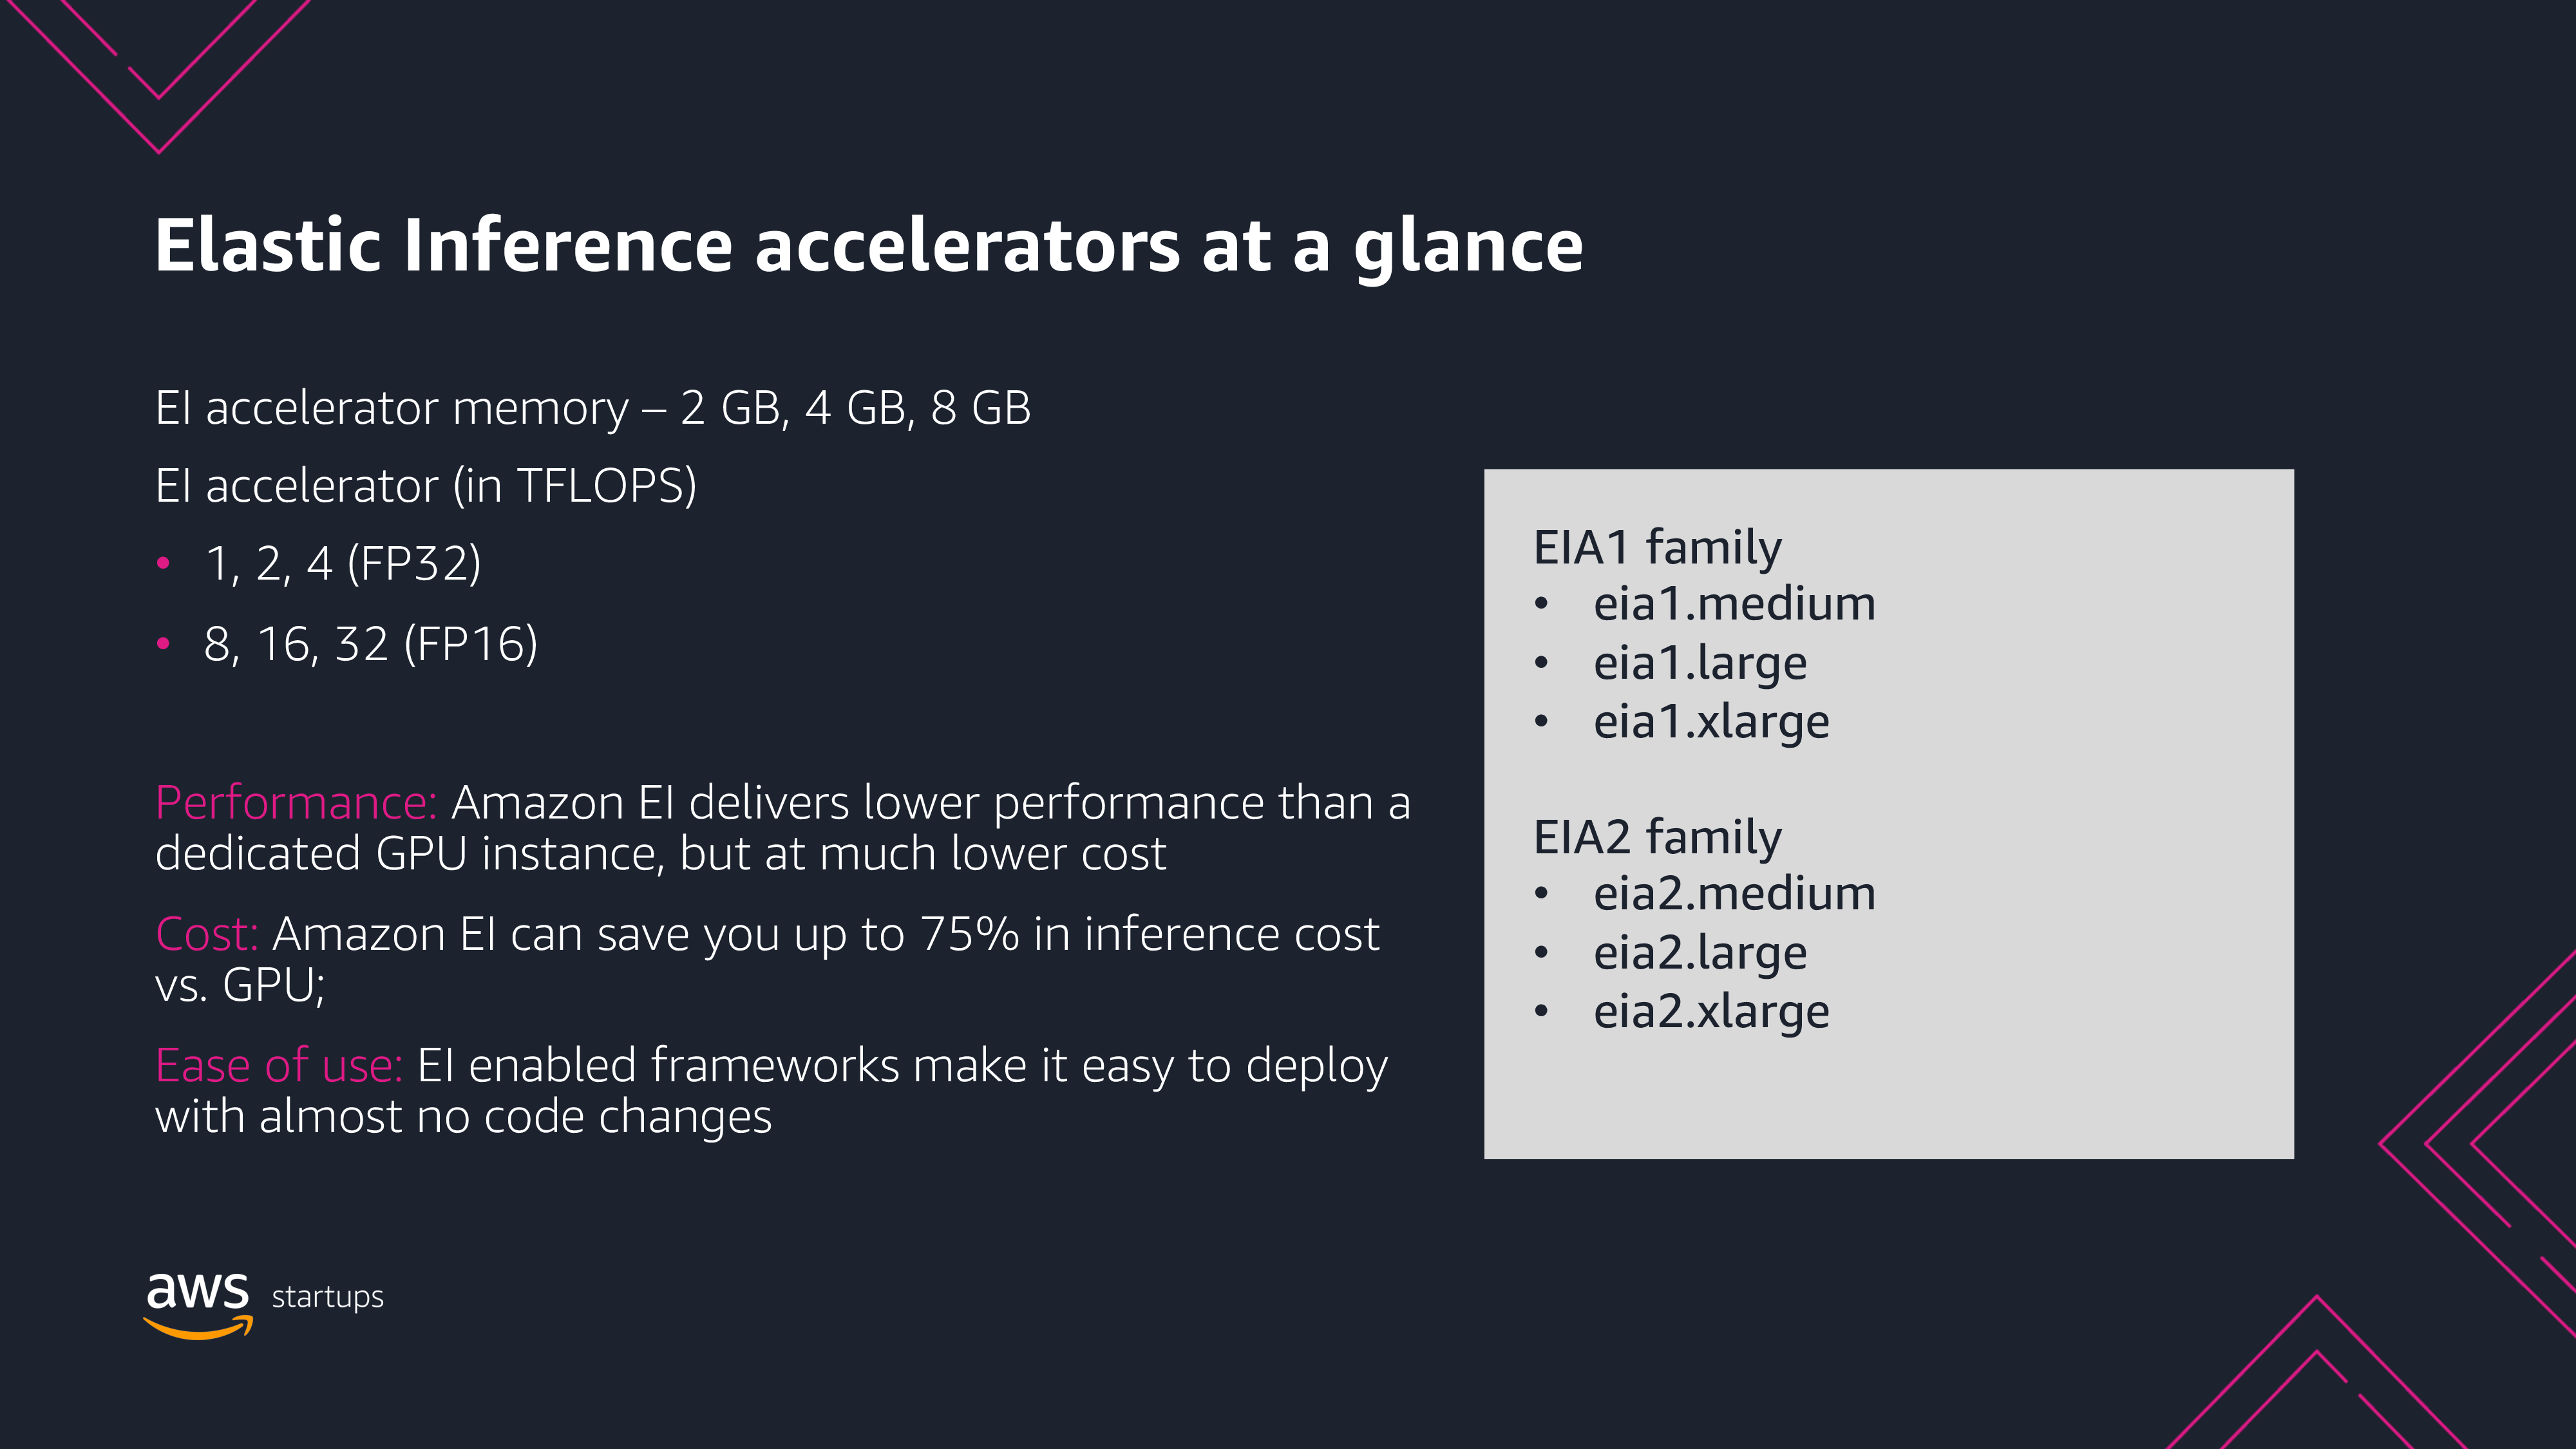 Elastic Inference accelerators at a glance
EI accelerator memory – 2 GB, 4 GB, 8 GB
EI accelerator (in TFLOPS)
• 1, 2, 4 (FP32)
• 8, 16, 32 (FP16)
Performance: Amazon EI delivers lower performance than a
dedicated GPU instance, but at much lower cost
Cost: Amazon EI can save you up to 75% in inference cost
vs. GPU;
Ease of use: EI enabled frameworks make it easy to deploy
with almost no code changes
EIA1 family
• eia1.medium
• eia1.large
• eia1.xlarge
EIA2 family
• eia2.medium
• eia2.large
• eia2.xlarge
aws startups